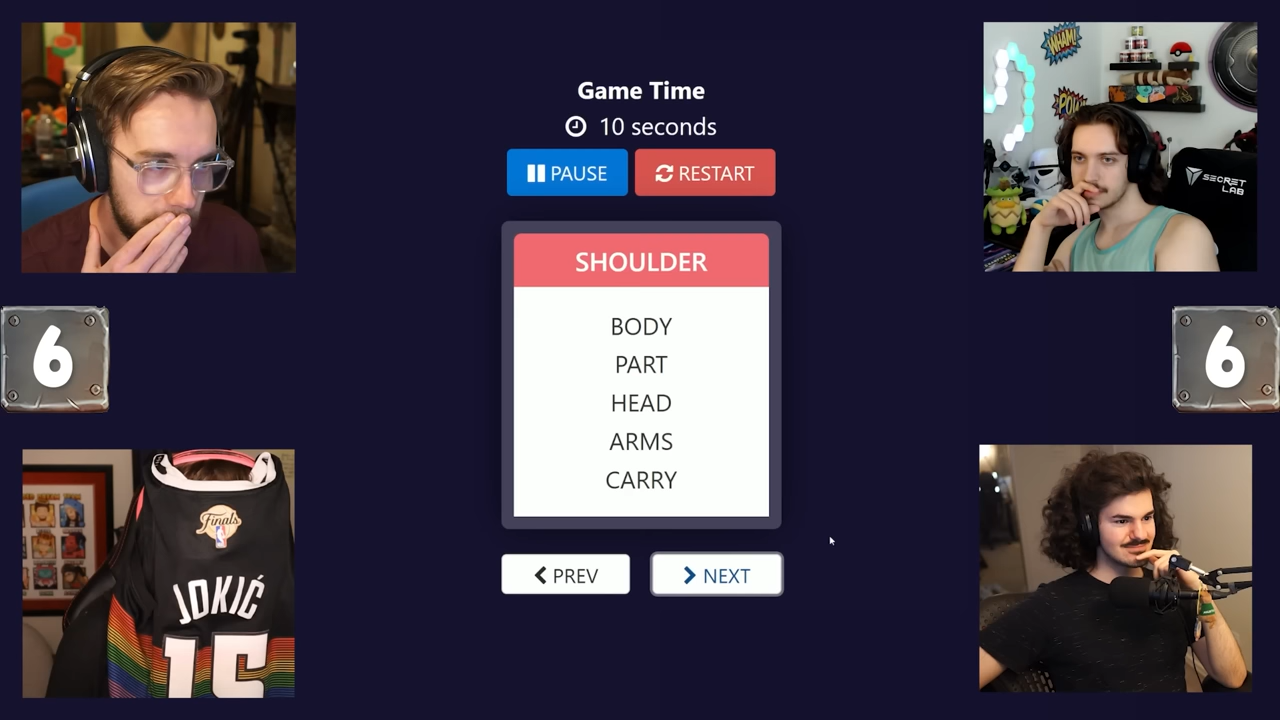 Game Time
10 seconds
PAUSE
RESTART
SHOULDER
BODY
PART
HEAD
ARMS
CARRY
PREV
NEXT
6
6
WHAM!
POW
SECRET
LAB
Finals
JOKIĆ
15